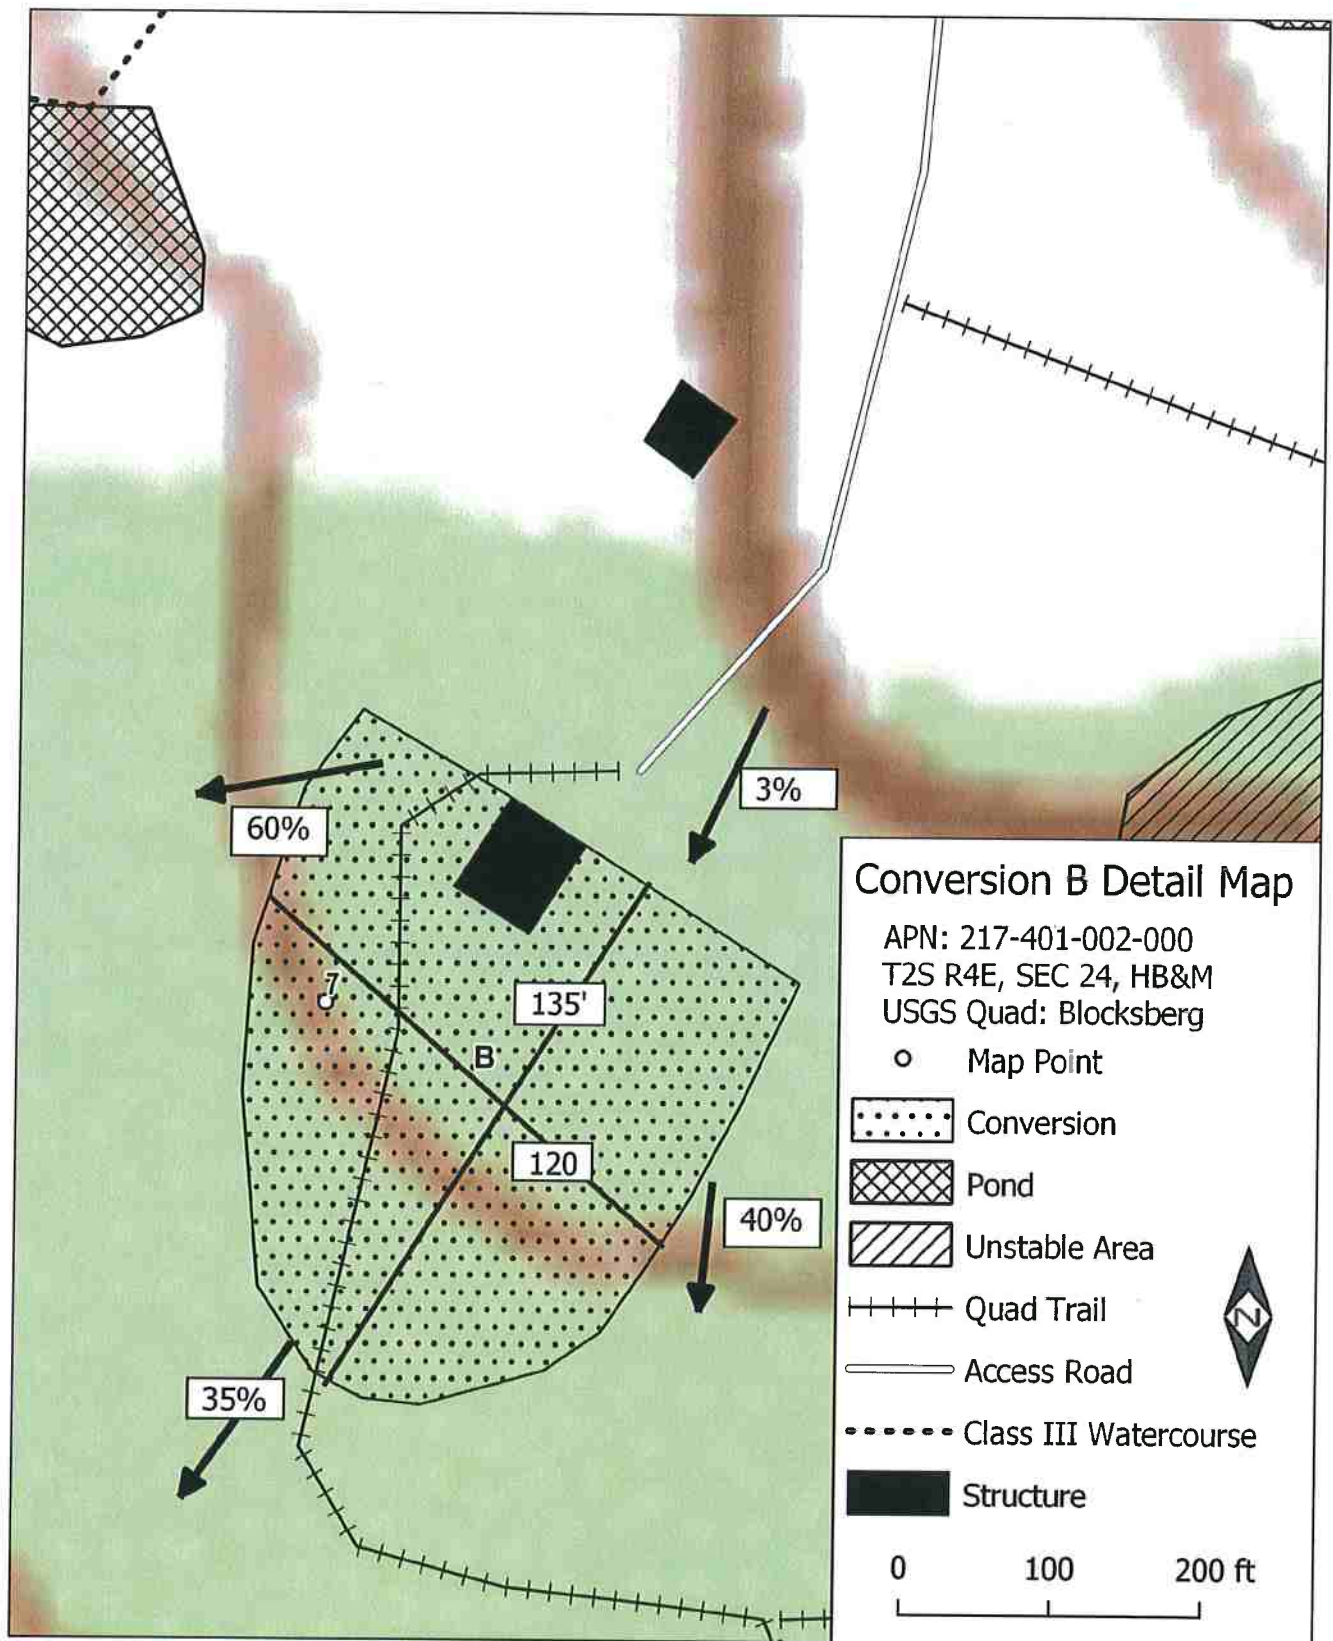 3%
60%
7
135'
B
120
40%
35%
Conversion B Detail Map
APN: 217-401-002-000
T2S R4E, SEC 24, HB&M
USGS Quad: Blocksberg
Map Point
Conversion
Pond
Unstable Area
Quad Trail
N
Access Road
Class III Watercourse
Structure
0 100 200 ft